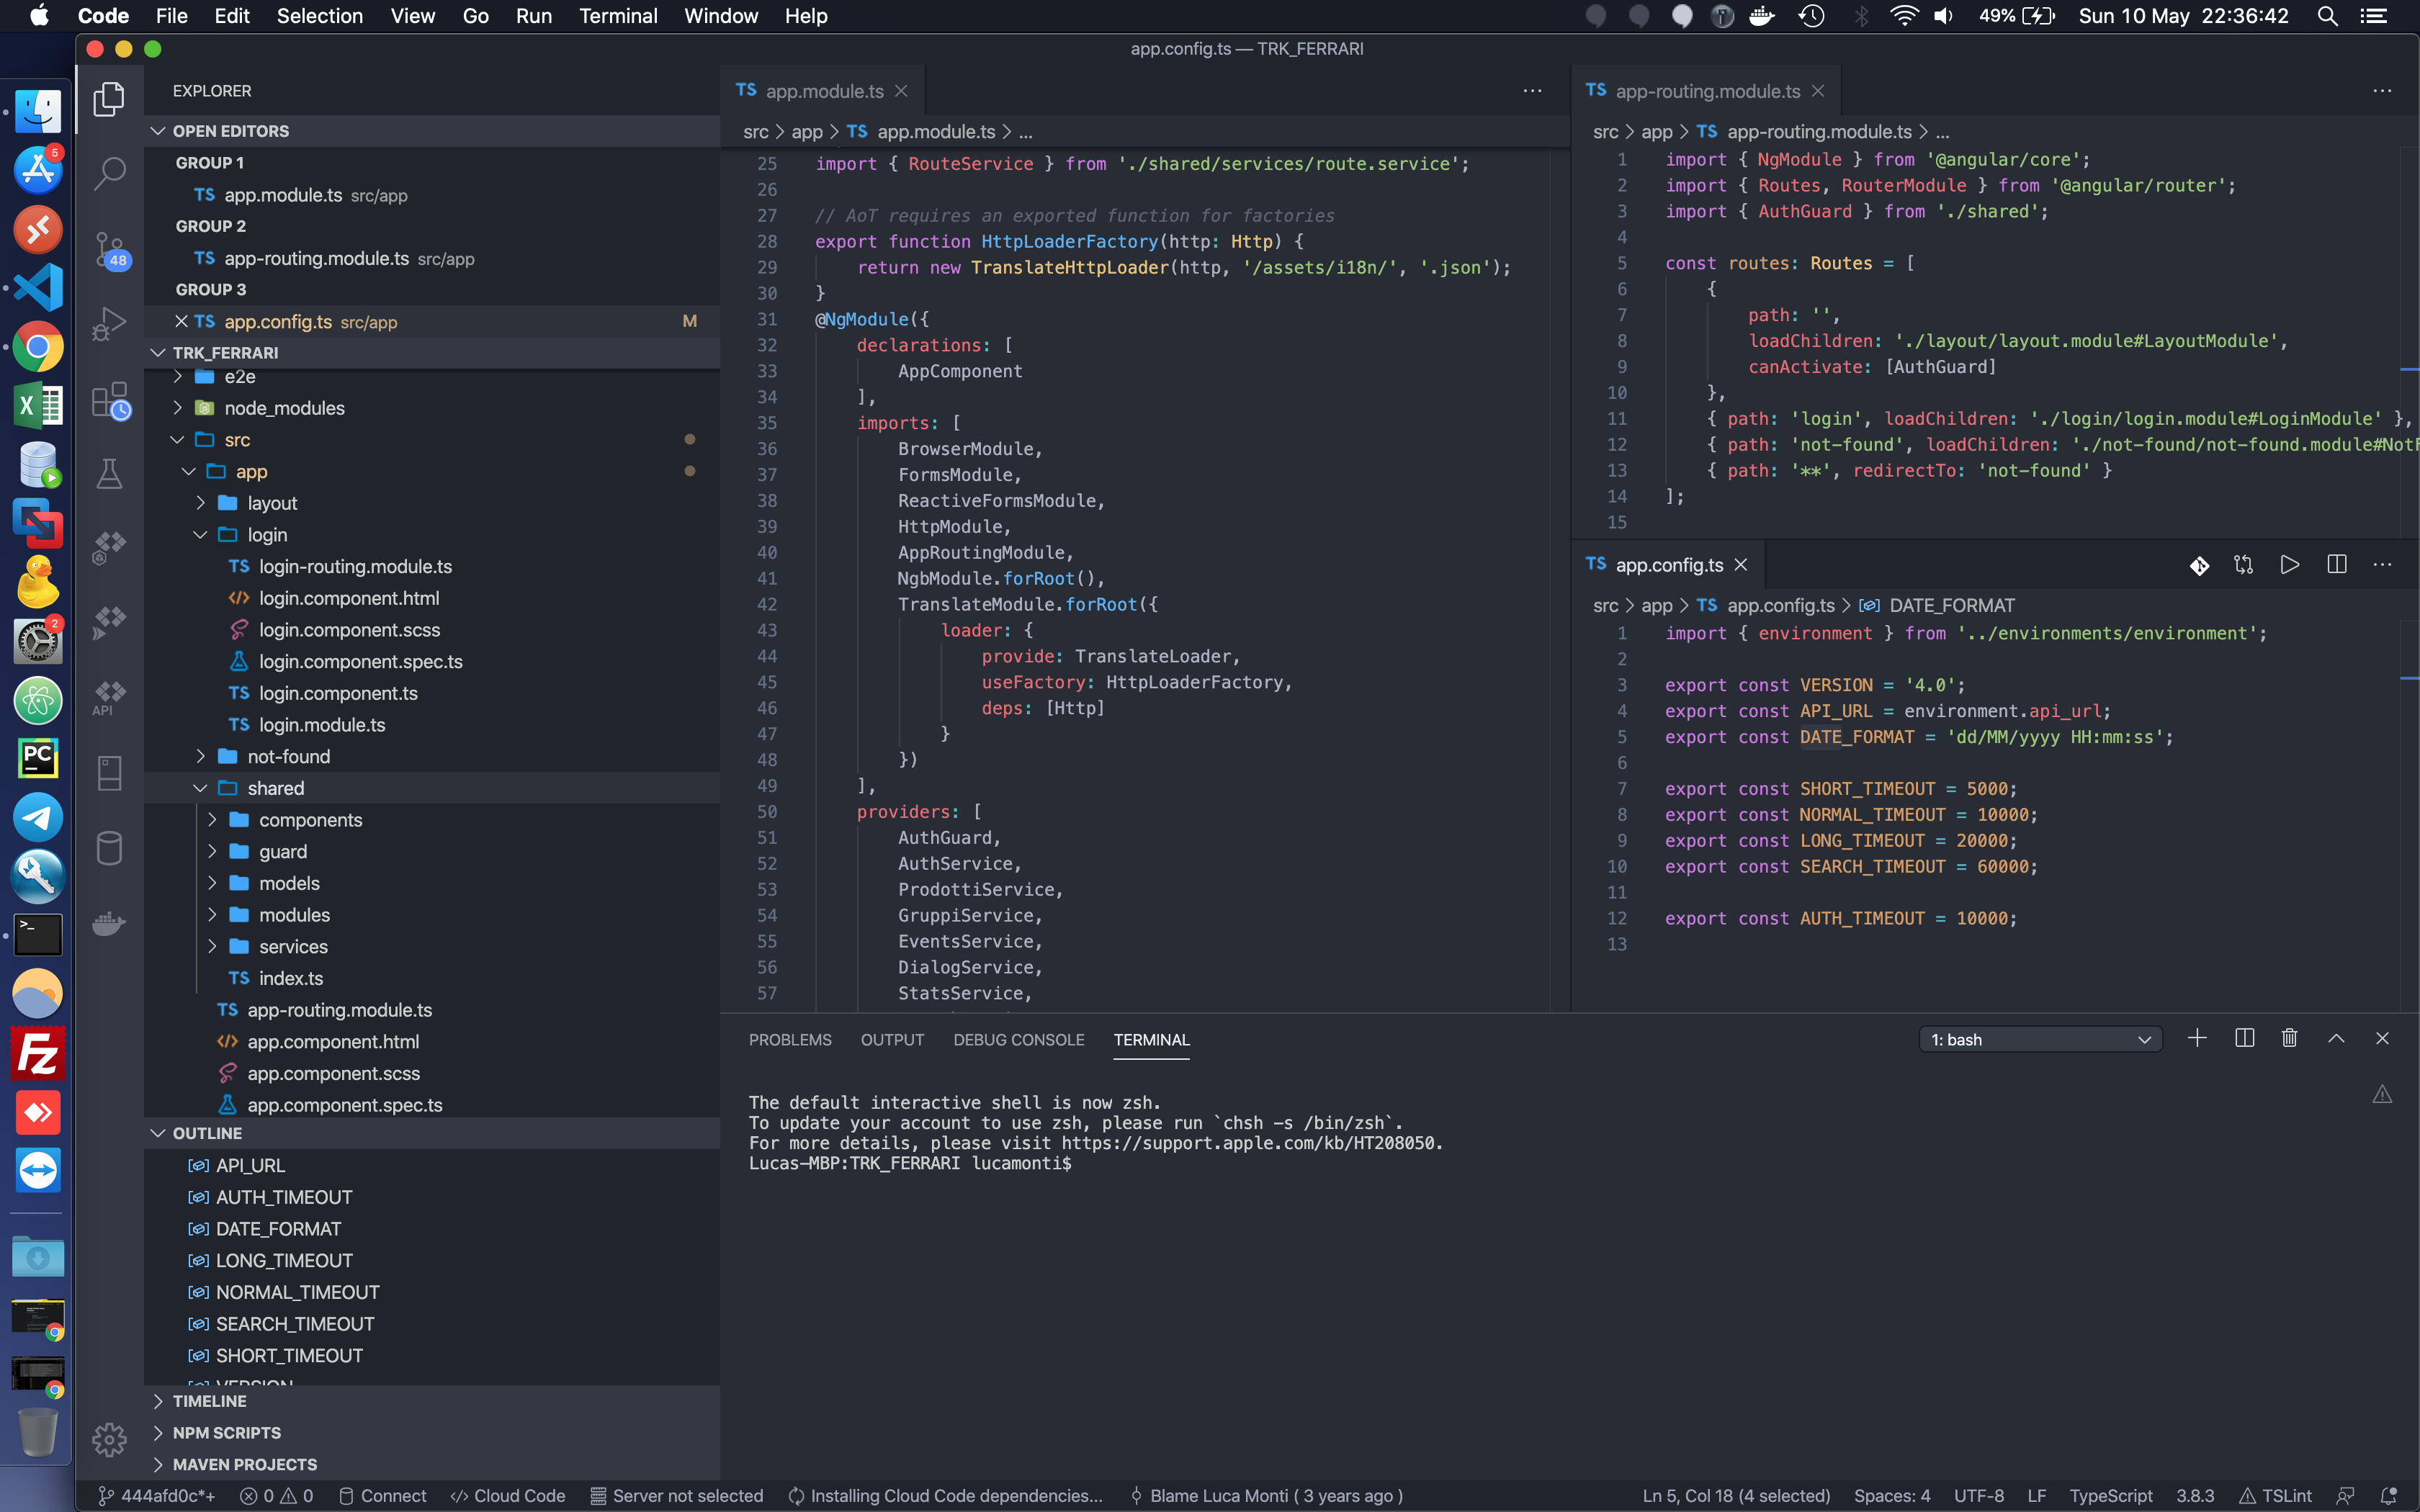 Code File Edit Selection View Go Run Terminal Window Help 49% Sun 10 May 22:36:42
app.config.ts — TRK_FERRARI
5
2
X
PC
>_
Fz
48
API
EXPLORER
OPEN EDITORS
GROUP 1
TS app.module.ts src/app
GROUP 2
TS app-routing.module.ts src/app
GROUP 3
TS app.config.ts src/app M
TRK_FERRARI
e2e
node_modules
src
app
layout
login
TS login-routing.module.ts
login.component.html
login.component.scss
login.component.spec.ts
TS login.component.ts
TS login.module.ts
not-found
shared
components
guard
models
modules
services
TS index.ts
TS app-routing.module.ts
app.component.html
app.component.scss
app.component.spec.ts
OUTLINE
API_URL
AUTH_TIMEOUT
DATE_FORMAT
LONG_TIMEOUT
NORMAL_TIMEOUT
SEARCH_TIMEOUT
SHORT_TIMEOUT
VERSION
TIMELINE
NPM SCRIPTS
MAVEN PROJECTS
TS app.module.ts
src > app > TS app.module.ts > ...
25 import { RouteService } from './shared/services/route.service';
26
27 // AoT requires an exported function for factories
28 export function HttpLoaderFactory(http: Http) {
29 return new TranslateHttpLoader(http, '/assets/i18n/', '.json');
30 }
31 @NgModule({
32 declarations: [
33 AppComponent
34 ],
35 imports: [
36 BrowserModule,
37 FormsModule,
38 ReactiveFormsModule,
39 HttpModule,
40 AppRoutingModule,
41 NgbModule.forRoot(),
42 TranslateModule.forRoot({
43 loader: {
44 provide: TranslateLoader,
45 useFactory: HttpLoaderFactory,
46 deps: [Http]
47 }
48 })
49 ],
50 providers: [
51 AuthGuard,
52 AuthService,
53 ProdottiService,
54 GruppiService,
55 EventsService,
56 DialogService,
57 StatsService,
TS app-routing.module.ts
src > app > TS app-routing.module.ts > ...
1 import { NgModule } from '@angular/core';
2 import { Routes, RouterModule } from '@angular/router';
3 import { AuthGuard } from './shared';
4
5 const routes: Routes = [
6 {
7 path: '',
8 loadChildren: './layout/layout.module#LayoutModule',
9 canActivate: [AuthGuard]
10 },
11 { path: 'login', loadChildren: './login/login.module#LoginModule' },
12 { path: 'not-found', loadChildren: './not-found/not-found.module#NotF
13 { path: '**', redirectTo: 'not-found' }
14 ];
15
TS app.config.ts
src > app > TS app.config.ts > DATE_FORMAT
1 import { environment } from '../environments/environment';
2
3 export const VERSION = '4.0';
4 export const API_URL = environment.api_url;
5 export const DATE_FORMAT = 'dd/MM/yyyy HH:mm:ss';
6
7 export const SHORT_TIMEOUT = 5000;
8 export const NORMAL_TIMEOUT = 10000;
9 export const LONG_TIMEOUT = 20000;
10 export const SEARCH_TIMEOUT = 60000;
11
12 export const AUTH_TIMEOUT = 10000;
13
PROBLEMS OUTPUT DEBUG CONSOLE TERMINAL 1: bash
The default interactive shell is now zsh.
To update your account to use zsh, please run `chsh -s /bin/zsh`.
For more details, please visit https://support.apple.com/kb/HT208050.
Lucas-MBP:TRK_FERRARI lucamonti$
444afd0c*+ 0 0 Connect </> Cloud Code Server not selected Installing Cloud Code dependencies... Blame Luca Monti ( 3 years ago ) Ln 5, Col 18 (4 selected) Spaces: 4 UTF-8 LF TypeScript 3.8.3 TSLint